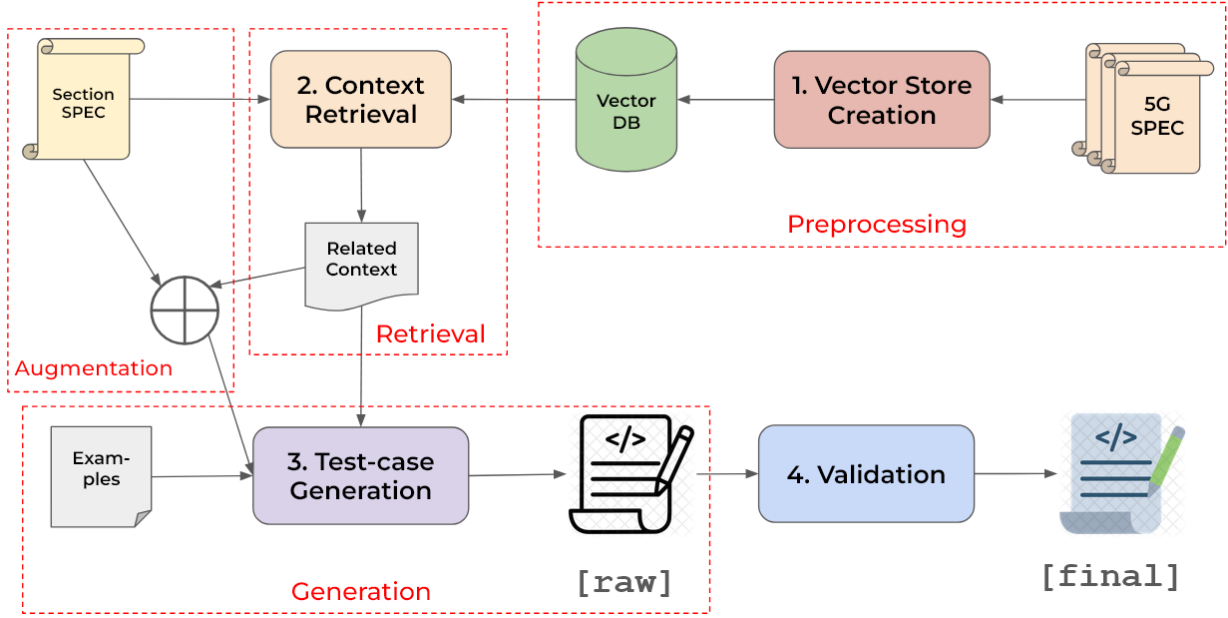 Section
SPEC
2. Context
Retrieval
Vector
DB
1. Vector Store
Creation
5G
SPEC
Preprocessing
Related
Context
Retrieval
Augmentation
Exam-
ples
3. Test-case
Generation
</>
4. Validation
</>
Generation
[raw]
[final]